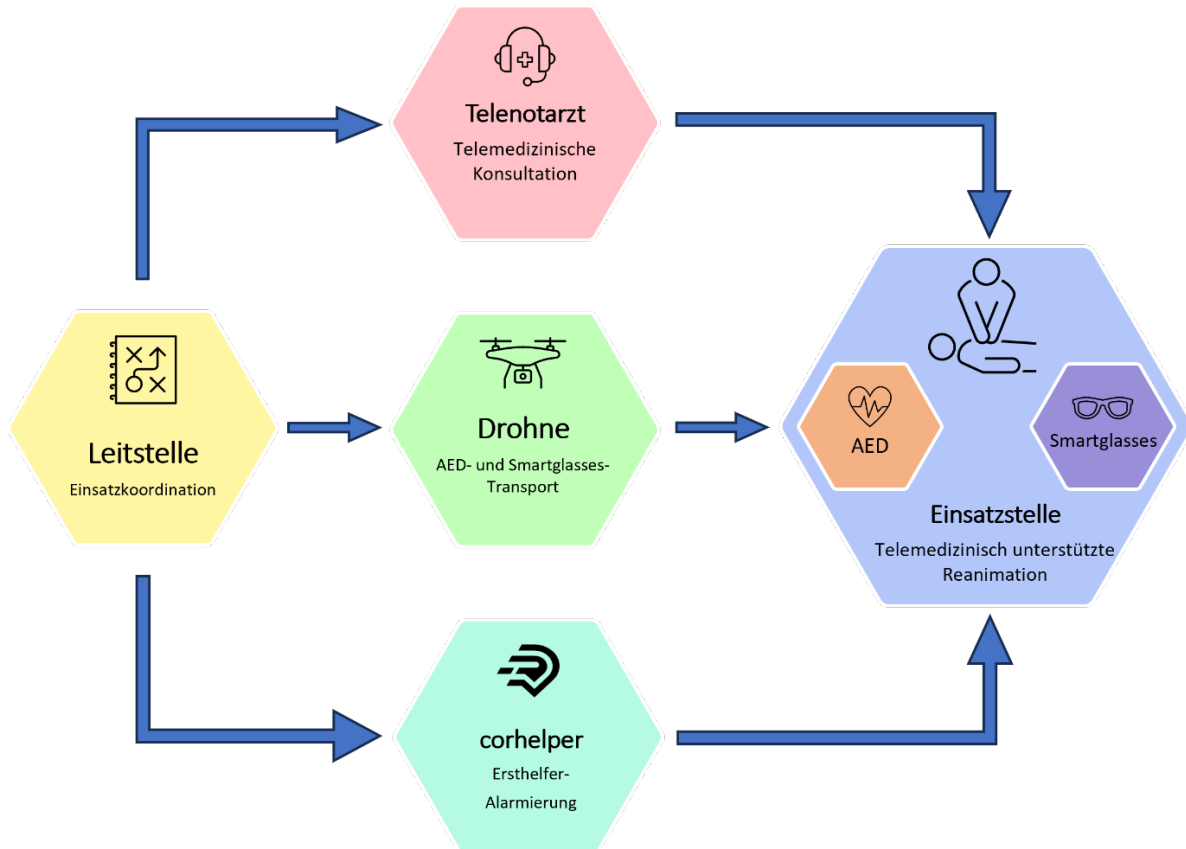 Telenotarzt
Telemedizinische
Konsultation
Leitstelle
Einsatzkoordination
Drohne
AED- und Smartglasses-
Transport
AED
Smartglasses
Einsatzstelle
Telemedizinisch unterstützte
Reanimation
corhelper
Ersthelfer-
Alarmierung